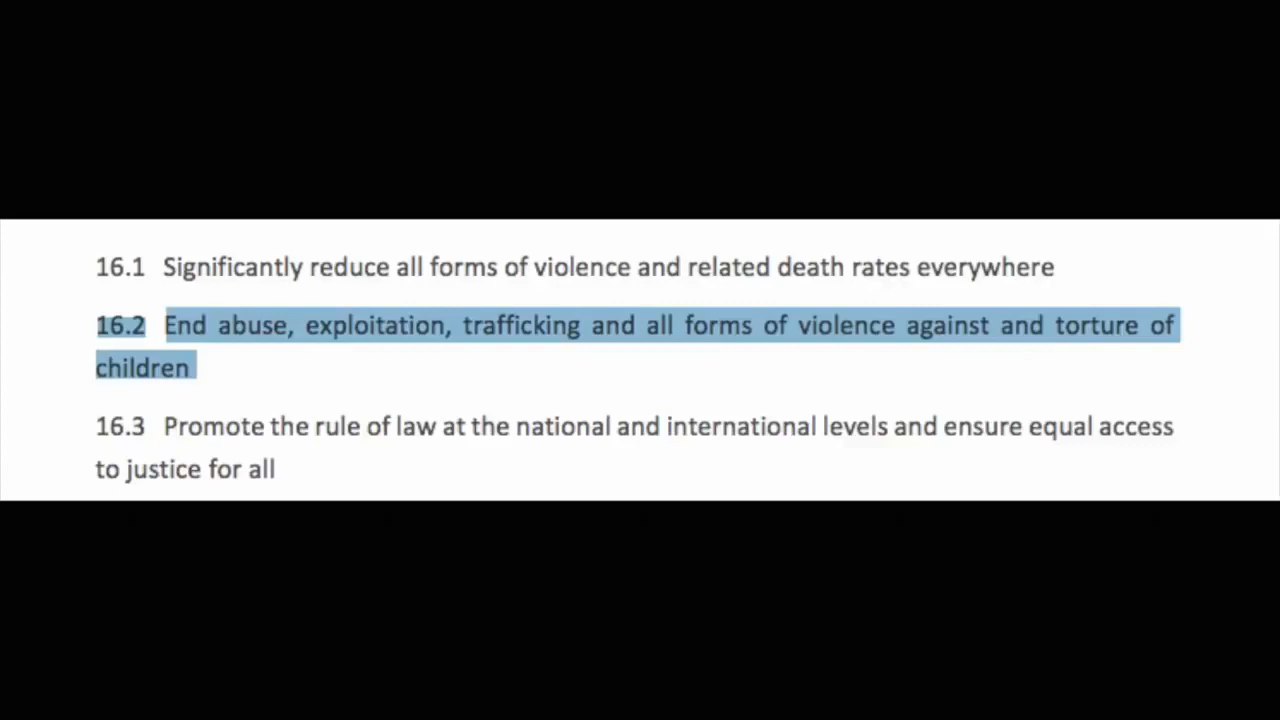 16.1 Significantly reduce all forms of violence and related death rates everywhere
16.2 End abuse, exploitation, trafficking and all forms of violence against and torture of
children
16.3 Promote the rule of law at the national and international levels and ensure equal access
to justice for all